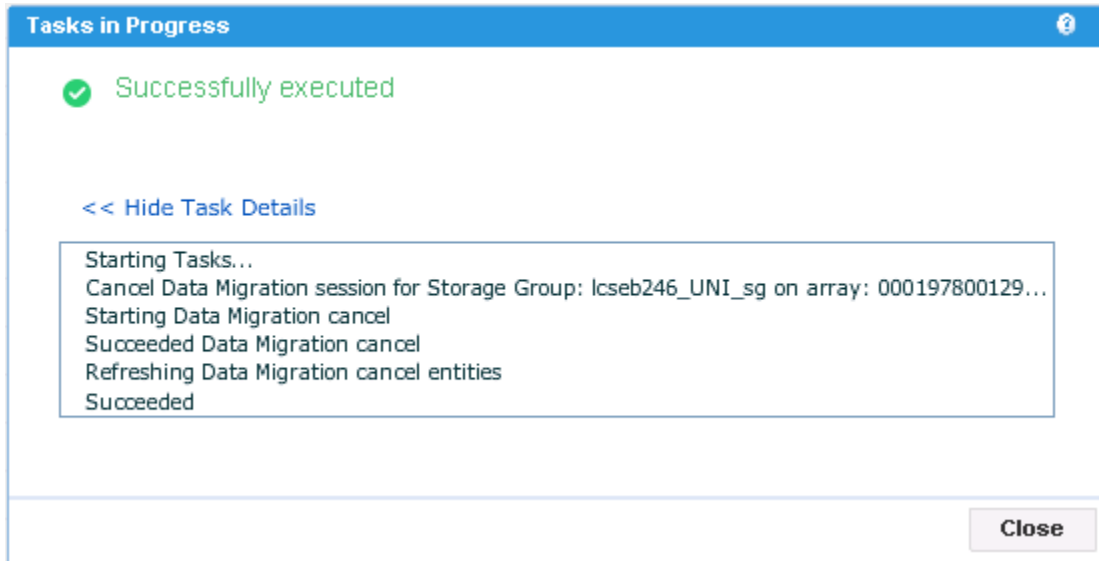 Tasks in Progress
?
Successfully executed
<< Hide Task Details
Starting Tasks...
Cancel Data Migration session for Storage Group: lcseb246_UNI_sg on array: 000197800129...
Starting Data Migration cancel
Succeeded Data Migration cancel
Refreshing Data Migration cancel entities
Succeeded
Close